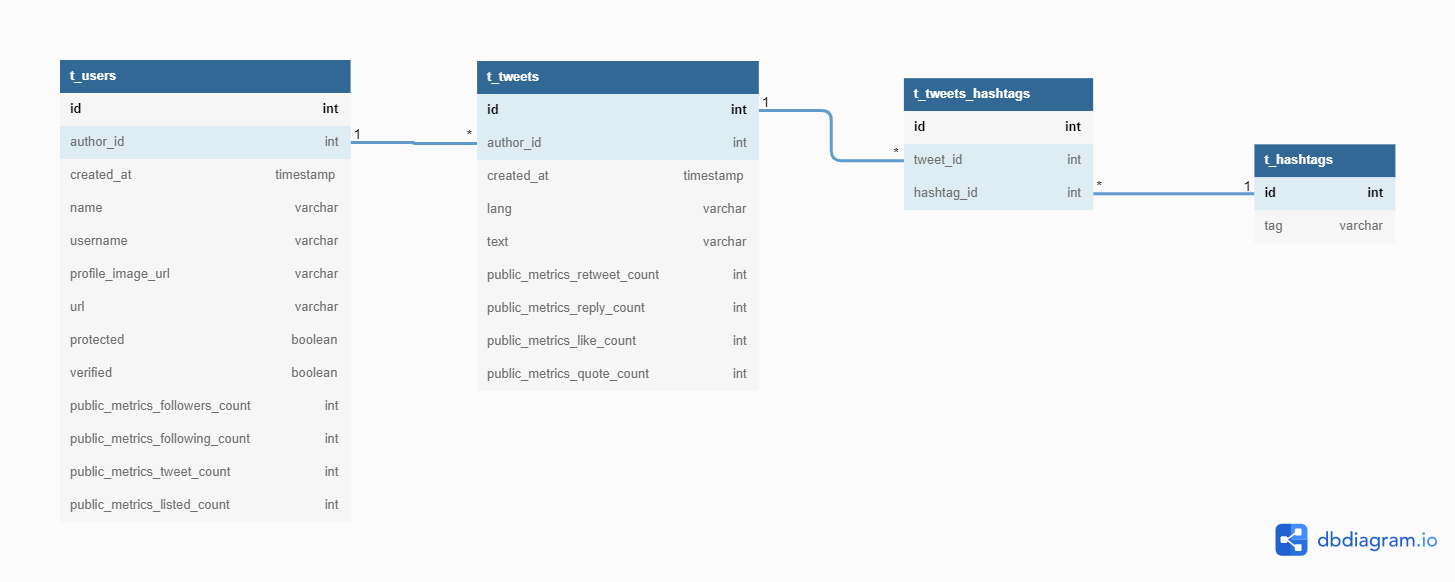 t_users
id int
author_id int
created_at timestamp
name varchar
username varchar
profile_image_url varchar
url varchar
protected boolean
verified boolean
public_metrics_followers_count int
public_metrics_following_count int
public_metrics_tweet_count int
public_metrics_listed_count int
1 *
t_tweets
id int
author_id int
created_at timestamp
lang varchar
text varchar
public_metrics_retweet_count int
public_metrics_reply_count int
public_metrics_like_count int
public_metrics_quote_count int
1
*
t_tweets_hashtags
id int
tweet_id int
hashtag_id int
* 1
t_hashtags
id int
tag varchar
dbdiagram.io